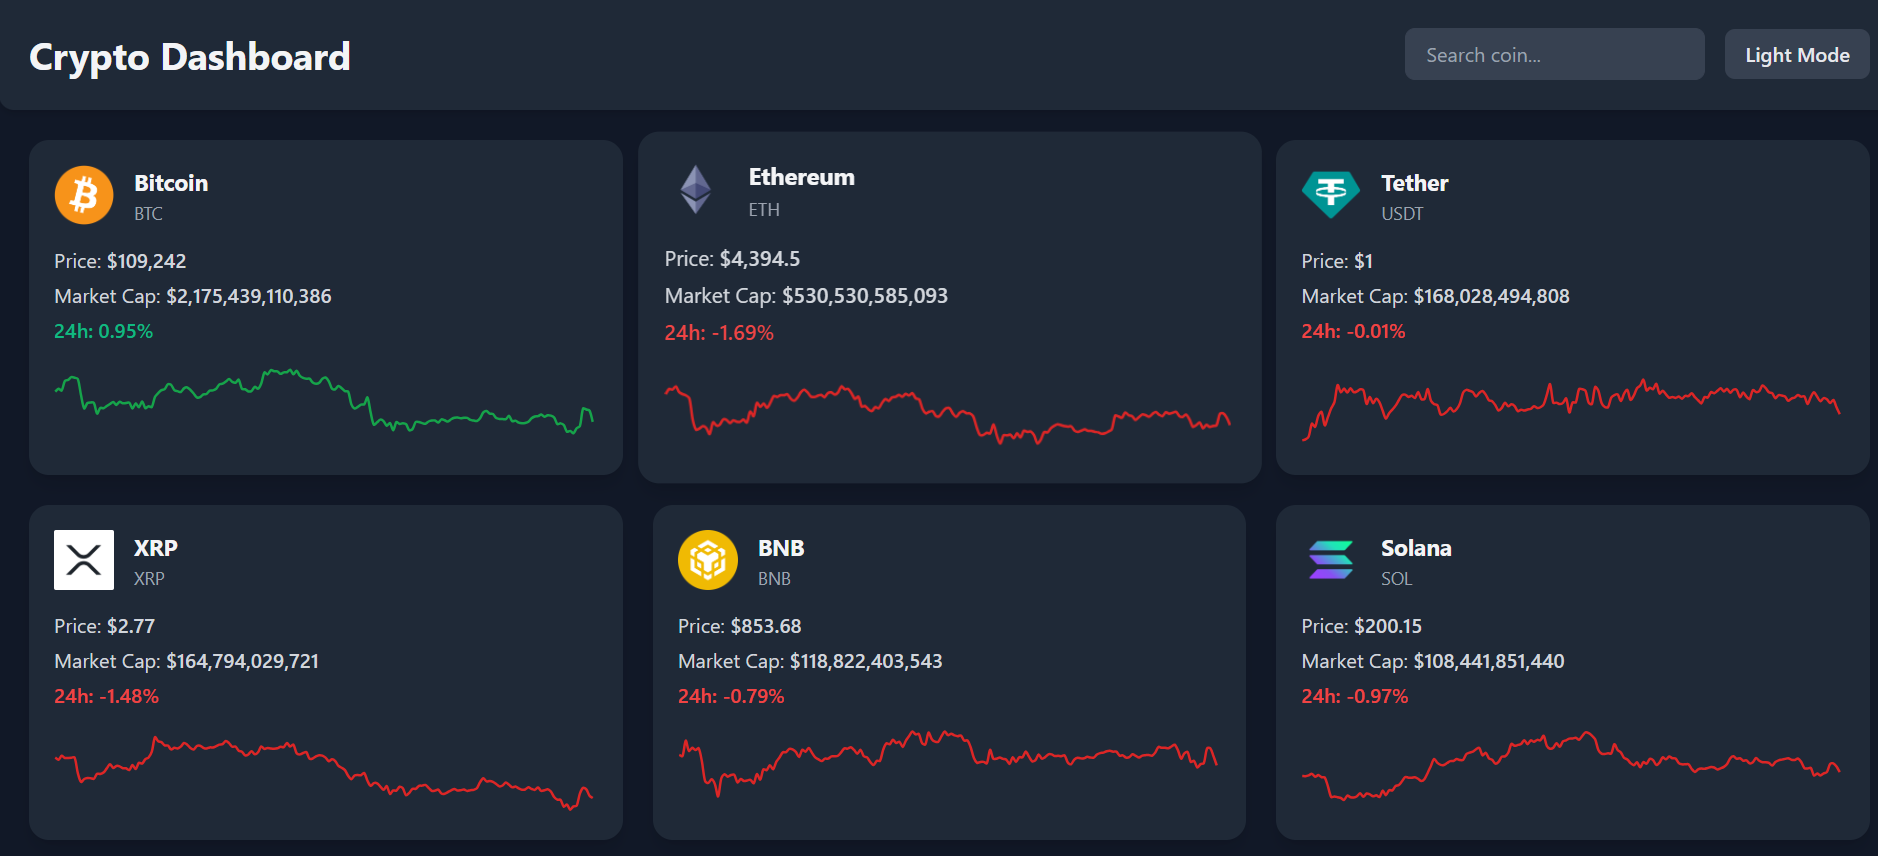 Crypto Dashboard
Search coin...
Light Mode
Bitcoin
BTC
Price: $109,242
Market Cap: $2,175,439,110,386
24h: 0.95%
Ethereum
ETH
Price: $4,394.5
Market Cap: $530,530,585,093
24h: -1.69%
Tether
USDT
Price: $1
Market Cap: $168,028,494,808
24h: -0.01%
XRP
XRP
Price: $2.77
Market Cap: $164,794,029,721
24h: -1.48%
BNB
BNB
Price: $853.68
Market Cap: $118,822,403,543
24h: -0.79%
Solana
SOL
Price: $200.15
Market Cap: $108,441,851,440
24h: -0.97%